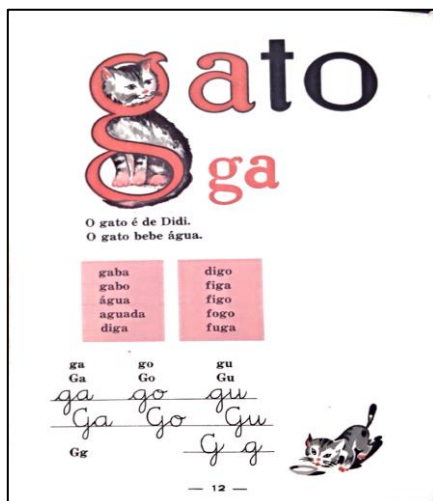 gato
ga
O gato é de Didi.
O gato bebe água.
gaba
gabo
água
aguada
diga
digo
figa
figo
fogo
fuga
ga go gu
Ga Go Gu
ga go gu
Ga Go Gu
Gg
G g
— 12 —